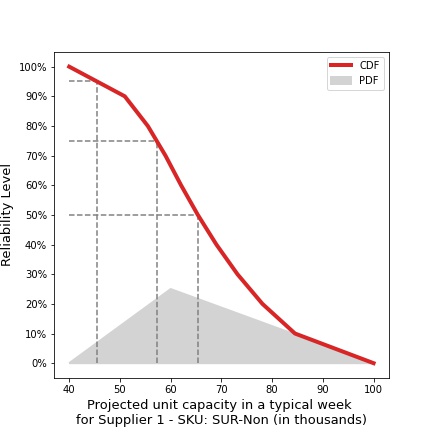 CDF
PDF
100%
90%
80%
70%
60%
50%
40%
30%
20%
10%
0%
Reliability Level
40 50 60 70 80 90 100
Projected unit capacity in a typical week
for Supplier 1 - SKU: SUR-Non (in thousands)